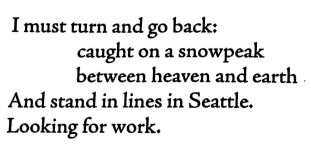 I must turn and go back:
caught on a snowpeak
between heaven and earth
And stand in lines in Seattle.
Looking for work.